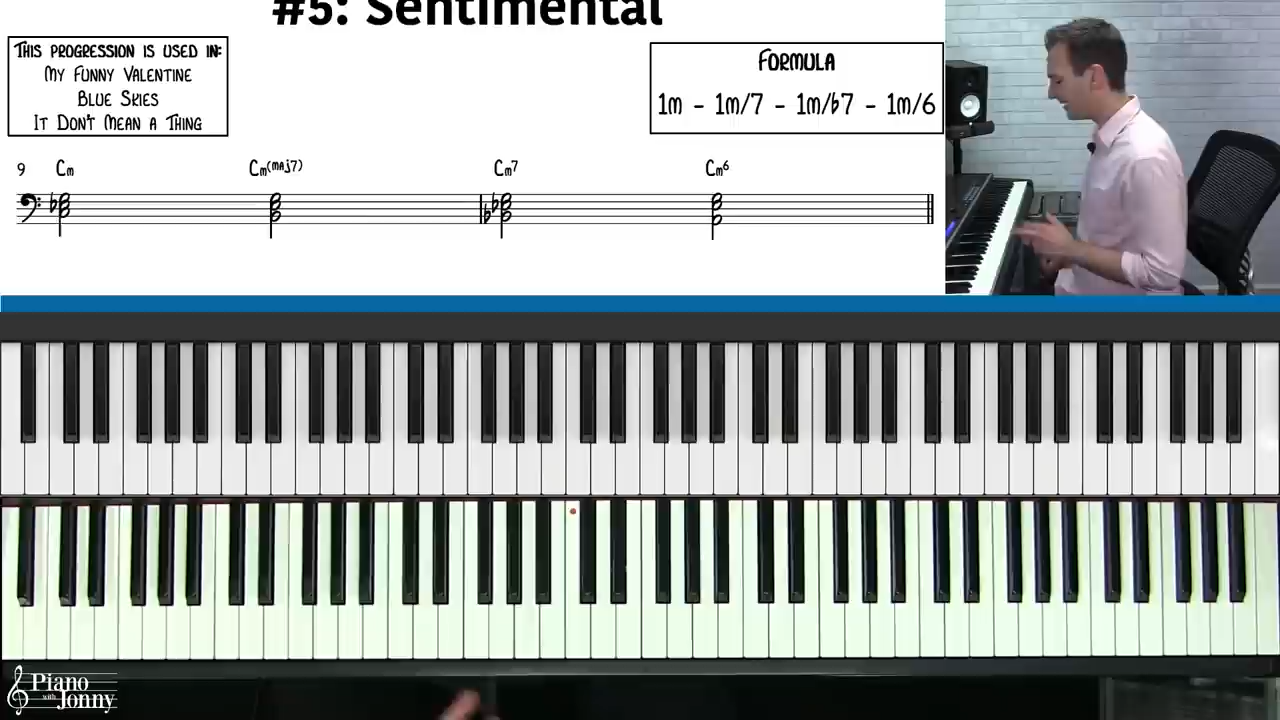 #5: Sentimental
THIS PROGRESSION IS USED IN:
MY FUNNY VALENTINE
BLUE SKIES
IT DON'T MEAN A THING
FORMULA
1m - 1m/7 - 1m/♭7 - 1m/6
9 Cm Cm(maj7) Cm7 Cm6
Piano
with
Jonny